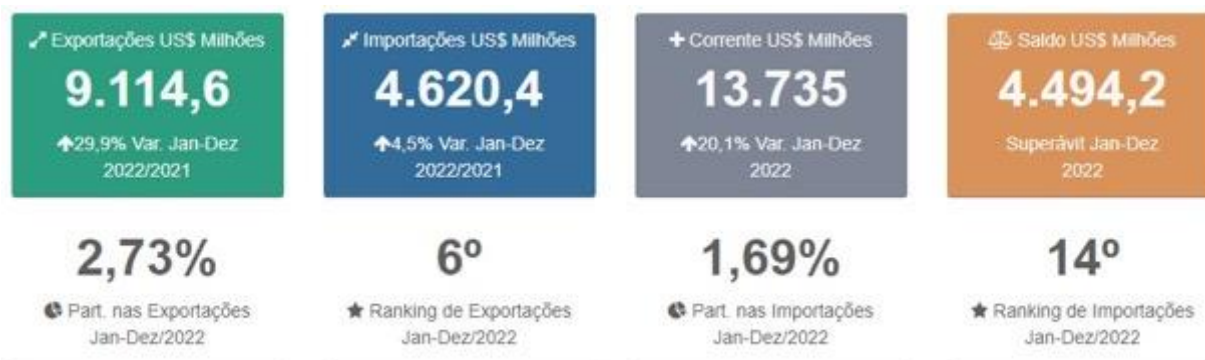 Exportações US$ Milhões
9.114,6
29,9% Var. Jan-Dez
2022/2021
Importações US$ Milhões
4.620,4
4,5% Var. Jan-Dez
2022/2021
Corrente US$ Milhões
13.735
20,1% Var. Jan-Dez
2022
Saldo US$ Milhões
4.494,2
Superávit Jan-Dez
2022
2,73%
Part. nas Exportações
Jan-Dez/2022
6º
Ranking de Exportações
Jan-Dez/2022
1,69%
Part. nas Importações
Jan-Dez/2022
14º
Ranking de Importações
Jan-Dez/2022